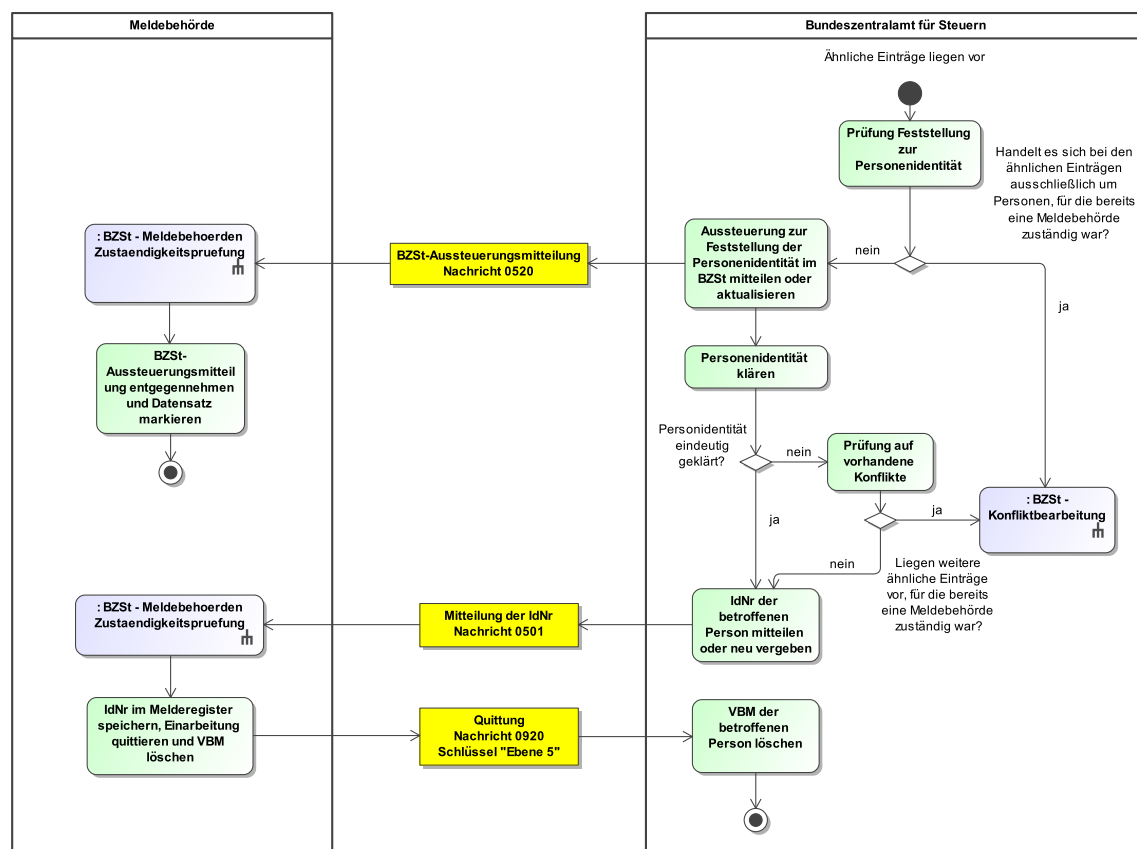 Meldebehörde
Bundeszentralamt für Steuern
Ähnliche Einträge liegen vor
Prüfung Feststellung
zur
Personenidentität
Handelt es sich bei den
ähnlichen Einträgen
ausschließlich um
Personen, für die bereits
eine Meldebehörde
zuständig war?
nein
ja
Aussteuerung zur
Feststellung der
Personenidentität im
BZSt mitteilen oder
aktualisieren
BZSt-Aussteuerungsmitteilung
Nachricht 0520
: BZSt - Meldebehoerden
Zustaendigkeitspruefung
BZSt-
Aussteuerungsmitteil
ung entgegennehmen
und Datensatz
markieren
Personenidentität
klären
Personidentität
eindeutig
geklärt?
nein
ja
Prüfung auf
vorhandene
Konflikte
ja
nein
: BZSt -
Konfliktbearbeitung
Liegen weitere
ähnliche Einträge
vor, für die bereits
eine Meldebehörde
zuständig war?
IdNr der
betroffenen
Person mitteilen
oder neu vergeben
Mitteilung der IdNr
Nachricht 0501
: BZSt - Meldebehoerden
Zustaendigkeitspruefung
IdNr im Melderegister
speichern, Einarbeitung
quittieren und VBM
löschen
Quittung
Nachricht 0920
Schlüssel "Ebene 5"
VBM der
betroffenen
Person löschen